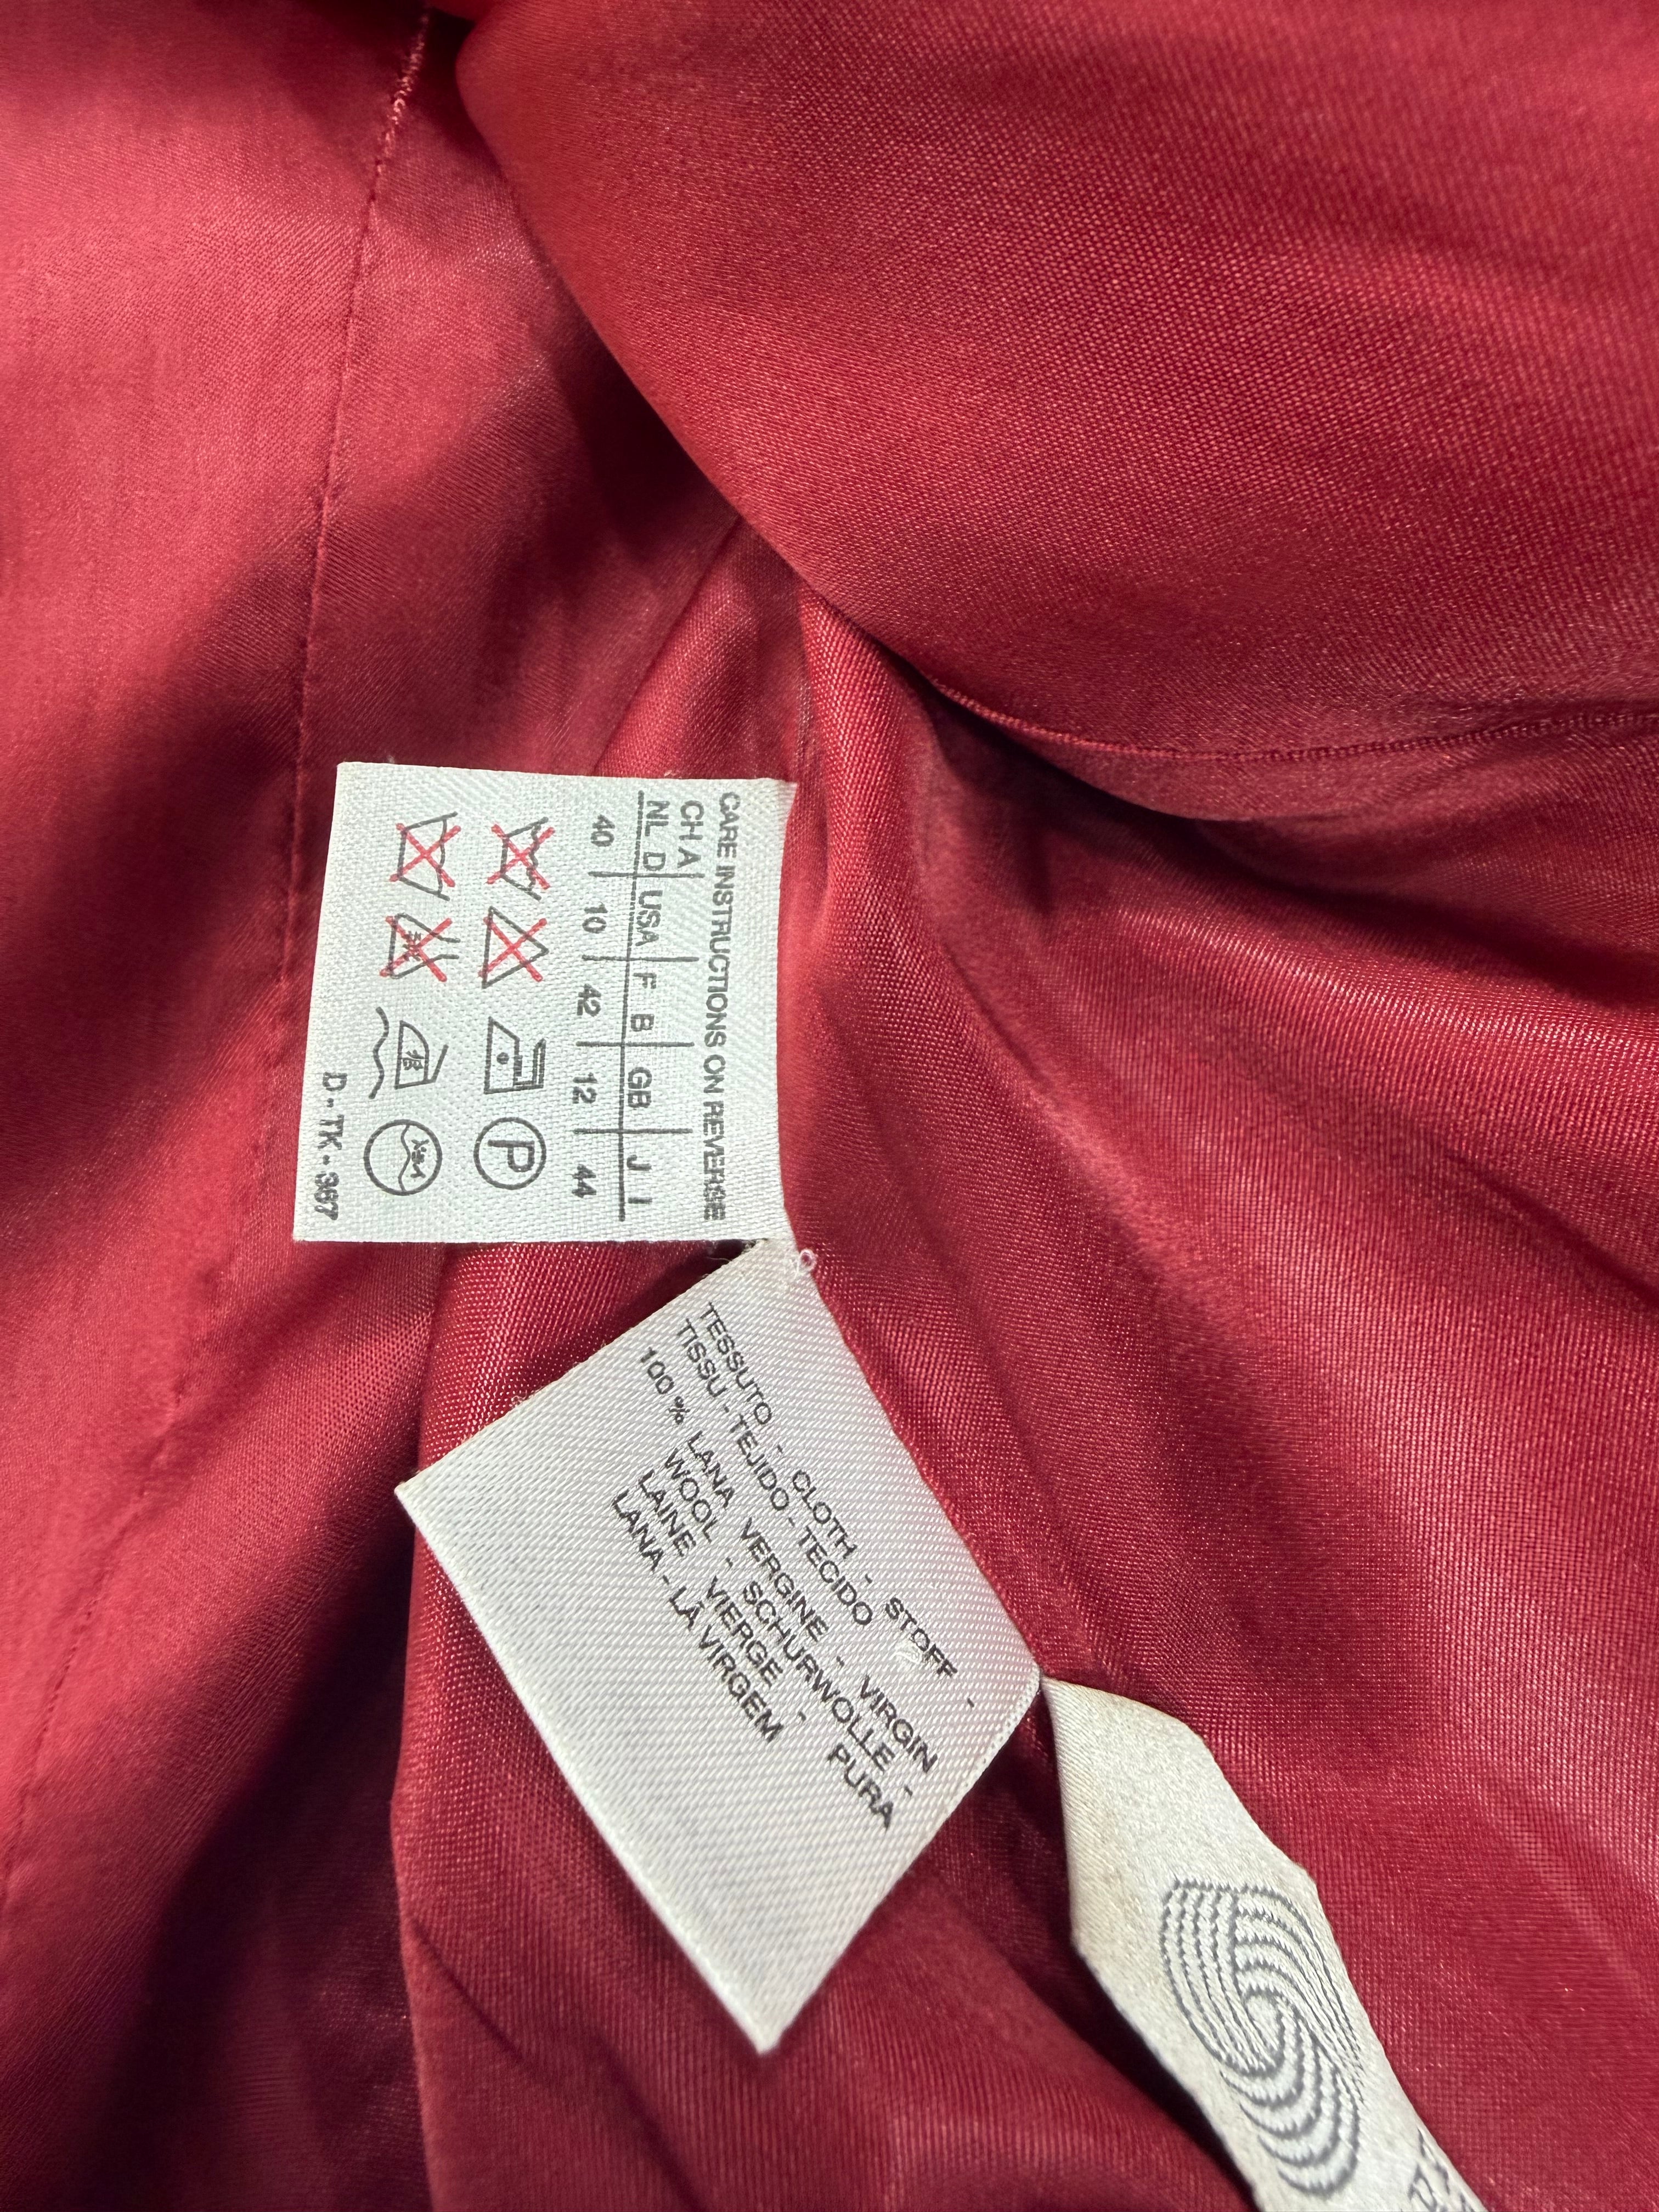 CARE INSTRUCTIONS ON REVERSE
CH A
NL D USA F B GB J I
40 10 42 12 44
P
D - TK - 367
TESSUTO - CLOTH - STOFF -
TISSU - TEJIDO - TECIDO
100% LANA VERGINE - VIRGIN
WOOL - SCHURWOLLE -
LAINE VIERGE - PURA
LANA - LÃ VIRGEM